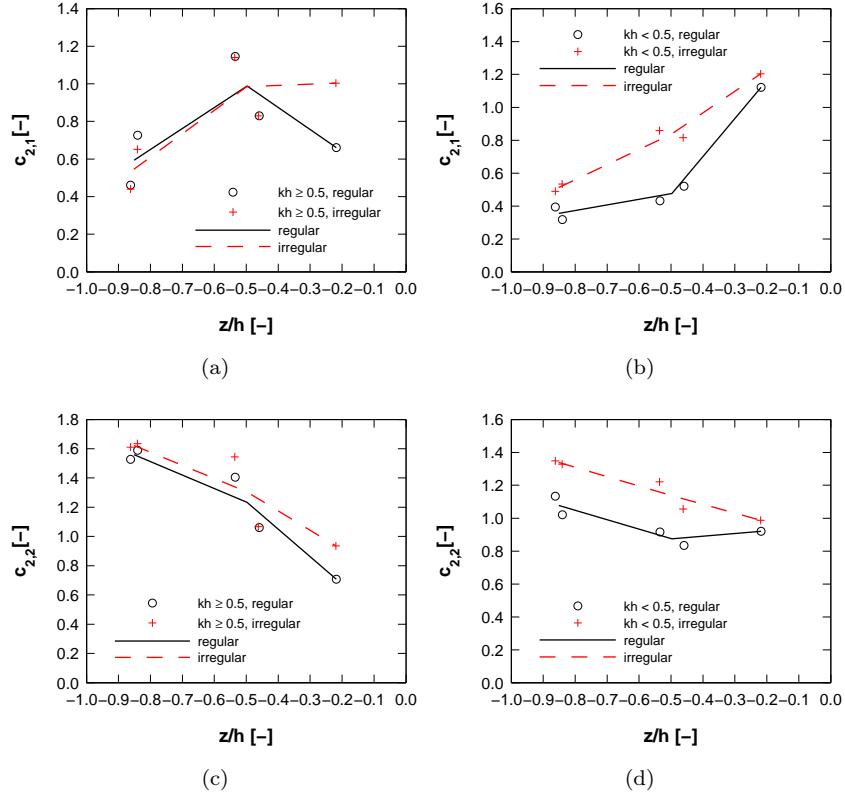 1.4
1.2
1.0
0.8
0.6
0.4
0.2
0.0
c2,1 [–]
kh ≥ 0.5, regular
kh ≥ 0.5, irregular
regular
irregular
–1.0–0.9–0.8–0.7–0.6–0.5–0.4–0.3–0.2–0.1 0.0
z/h [–]
(a)
1.6
1.4
1.2
1.0
0.8
0.6
0.4
0.2
0.0
c2,1 [–]
kh < 0.5, regular
kh < 0.5, irregular
regular
irregular
–1.0–0.9–0.8–0.7–0.6–0.5–0.4–0.3–0.2–0.1 0.0
z/h [–]
(b)
1.8
1.6
1.4
1.2
1.0
0.8
0.6
0.4
0.2
0.0
c2,2 [–]
kh ≥ 0.5, regular
kh ≥ 0.5, irregular
regular
irregular
–1.0–0.9–0.8–0.7–0.6–0.5–0.4–0.3–0.2–0.1 0.0
z/h [–]
(c)
1.6
1.4
1.2
1.0
0.8
0.6
0.4
0.2
0.0
c2,2 [–]
kh < 0.5, regular
kh < 0.5, irregular
regular
irregular
–1.0–0.9–0.8–0.7–0.6–0.5–0.4–0.3–0.2–0.1 0.0
z/h [–]
(d)